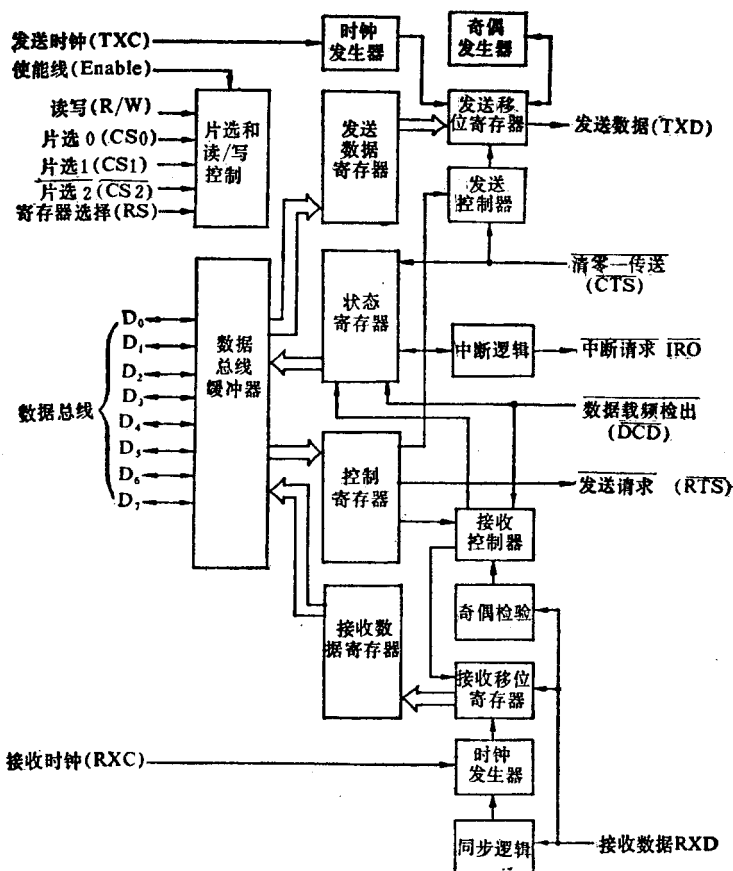 发送时钟(TXC)
时钟
发生器
奇偶
发生器
使能线(Enable)
读写(R/W)
片选0(CS0)
片选1(CS1)
片选2(CS2)
寄存器选择(RS)
片选和
读/写
控制
发送
数据
寄存器
发送移
位寄存器
发送数据(TXD)
发送
控制器
清零一传送
(CTS)
状态
寄存器
中断逻辑
中断请求 IRO
数据总线
D₀
D₁
D₂
D₃
D₄
D₅
D₆
D₇
数据
总线
缓冲器
数据载频检出
(DCD)
控制
寄存器
发送请求 (RTS)
接收
控制器
奇偶检验
接收数
据寄存器
接收移位
寄存器
接收时钟(RXC)
时钟
发生器
同步逻辑
接收数据RXD